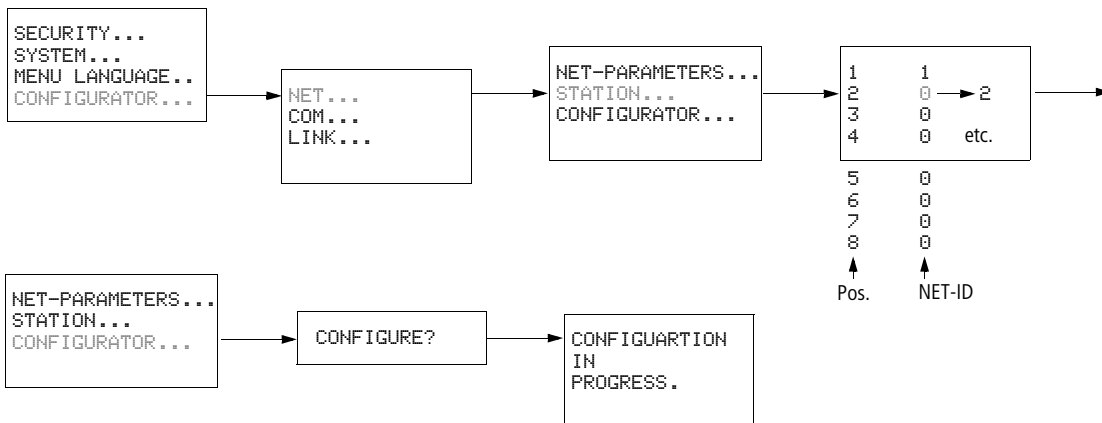 SECURITY...
SYSTEM...
MENU LANGUAGE..
CONFIGURATOR...
NET...
COM...
LINK...
NET-PARAMETERS...
STATION...
CONFIGURATOR...
1 1
2 0 2
3 0
4 0 etc.
5 0
6 0
7 0
8 0
Pos. NET-ID
NET-PARAMETERS...
STATION...
CONFIGURATOR...
CONFIGURE?
CONFIGUARTION
IN
PROGRESS.